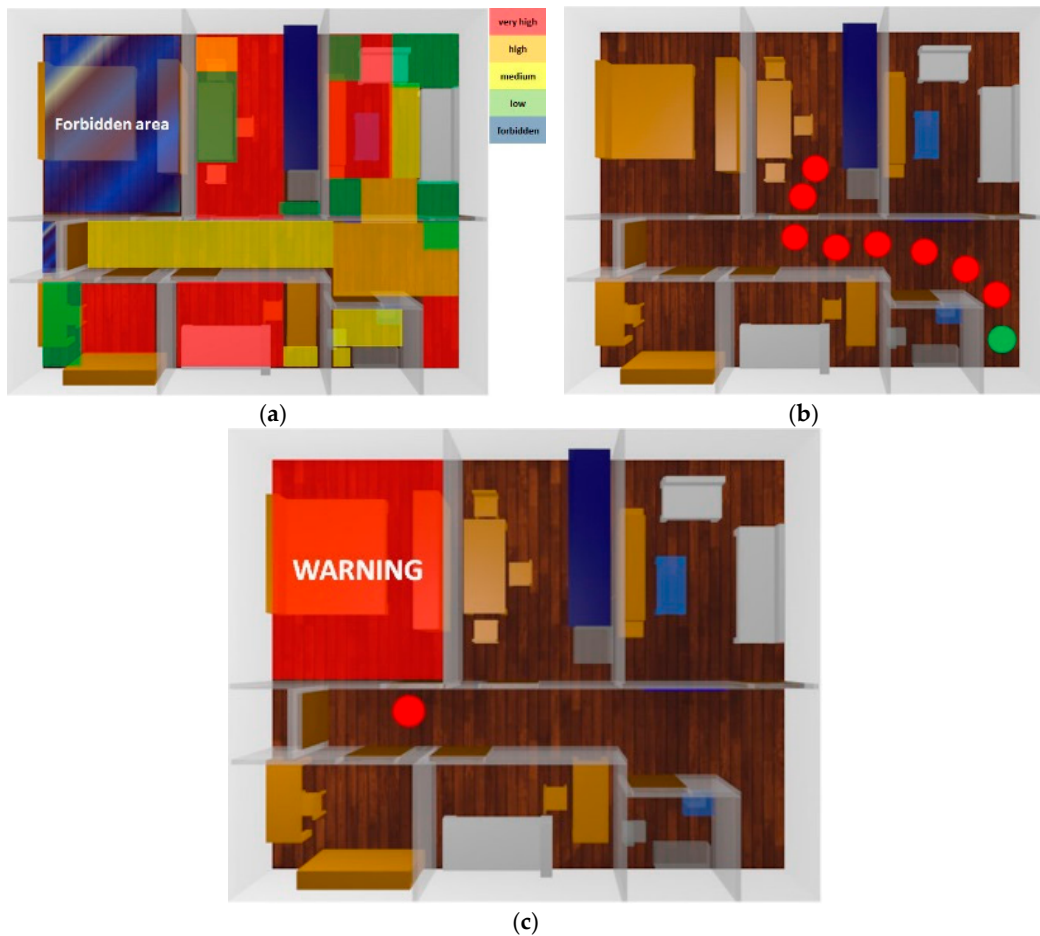 very high
high
medium
low
forbidden
Forbidden area
(a)
(b)
WARNING
(c)